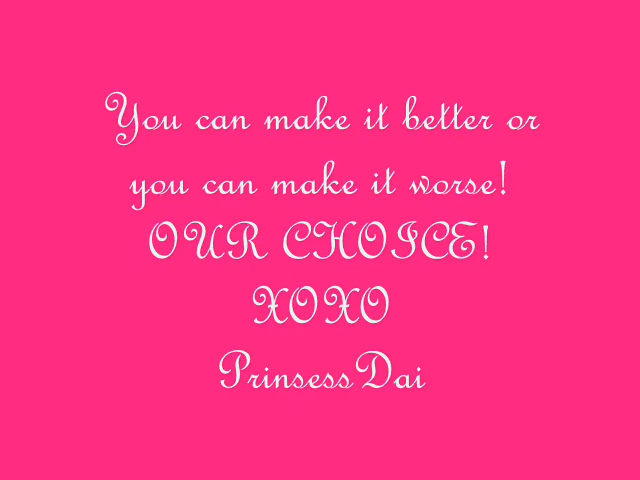 You can make it better or
you can make it worse!
OUR CHOICE!
XOXO
PrinsessDai